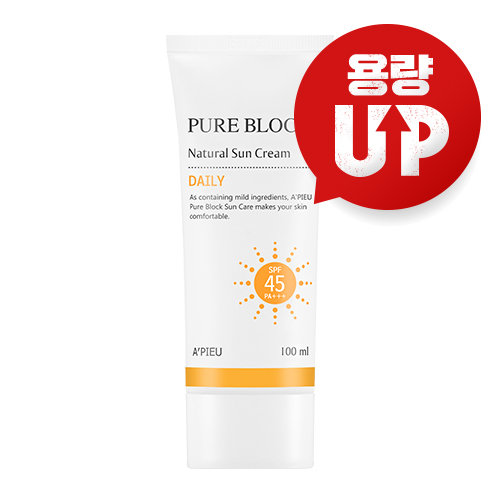 용량
UP
PURE BLOC
Natural Sun Cream
DAILY
As containing mild ingredients, A'PIEU
Pure Block Sun Care makes your skin
comfortable.
SPF
45
PA+++
A'PIEU
100 ml